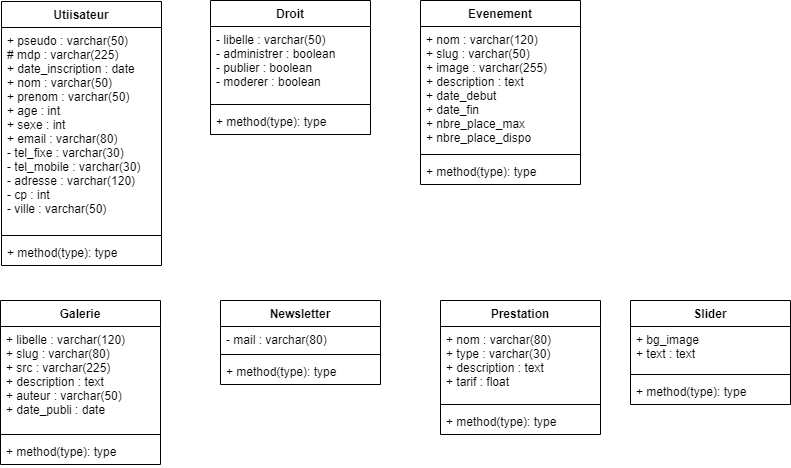 Utiisateur
+ pseudo : varchar(50)
# mdp : varchar(225)
+ date_inscription : date
+ nom : varchar(50)
+ prenom : varchar(50)
+ age : int
+ sexe : int
+ email : varchar(80)
- tel_fixe : varchar(30)
- tel_mobile : varchar(30)
- adresse : varchar(120)
- cp : int
- ville : varchar(50)
+ method(type): type
Droit
- libelle : varchar(50)
- administrer : boolean
- publier : boolean
- moderer : boolean
+ method(type): type
Evenement
+ nom : varchar(120)
+ slug : varchar(50)
+ image : varchar(255)
+ description : text
+ date_debut
+ date_fin
+ nbre_place_max
+ nbre_place_dispo
+ method(type): type
Galerie
+ libelle : varchar(120)
+ slug : varchar(80)
+ src : varchar(225)
+ description : text
+ auteur : varchar(50)
+ date_publi : date
+ method(type): type
Newsletter
- mail : varchar(80)
+ method(type): type
Prestation
+ nom : varchar(80)
+ type : varchar(30)
+ description : text
+ tarif : float
+ method(type): type
Slider
+ bg_image
+ text : text
+ method(type): type